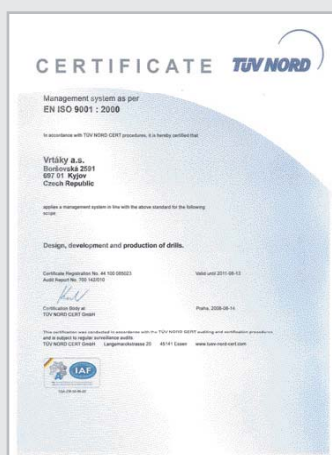 CERTIFICATE TÜV NORD
Management system as per
EN ISO 9001 : 2000
In accordance with TÜV NORD CERT procedures, it is hereby certified that
Vrtáky a.s.
Boršovská 2591
697 01 Kyjov
Czech Republic
applies a management system in line with the above standard for the following
scope
Design, development and production of drills.
Certificate Registration No. 44 100 085023
Audit Report No. 703 142/010
Valid until 2011-08-13
Certification Body at
TÜV NORD CERT GmbH
Praha, 2008-08-14
This certification was conducted in accordance with the TÜV NORD CERT auditing and certification procedures
and is subject to regular surveillance audits
TÜV NORD CERT GmbH Langemarckstrasse 20 45141 Essen www.tuev-nord-cert.com
IAF